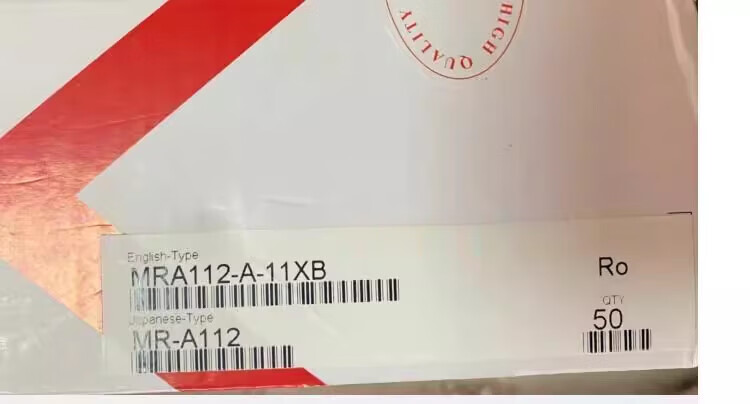 HIGH QUALITY
English-Type
MRA112-A-11XB
Ro
QTY
50
Japanese-Type
MR-A112